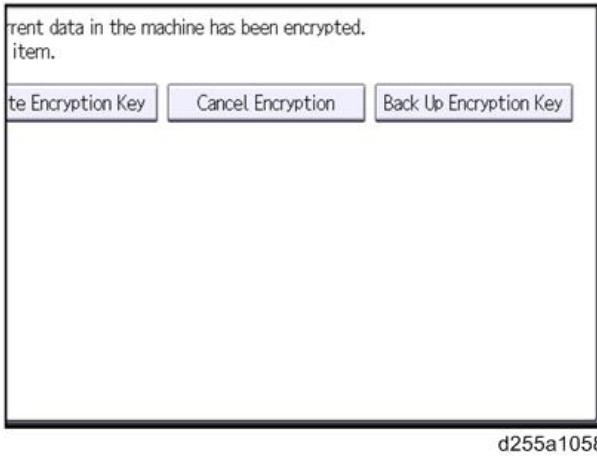 rrent data in the machine has been encrypted.
item.
te Encryption Key Cancel Encryption Back Up Encryption Key
d255a1058